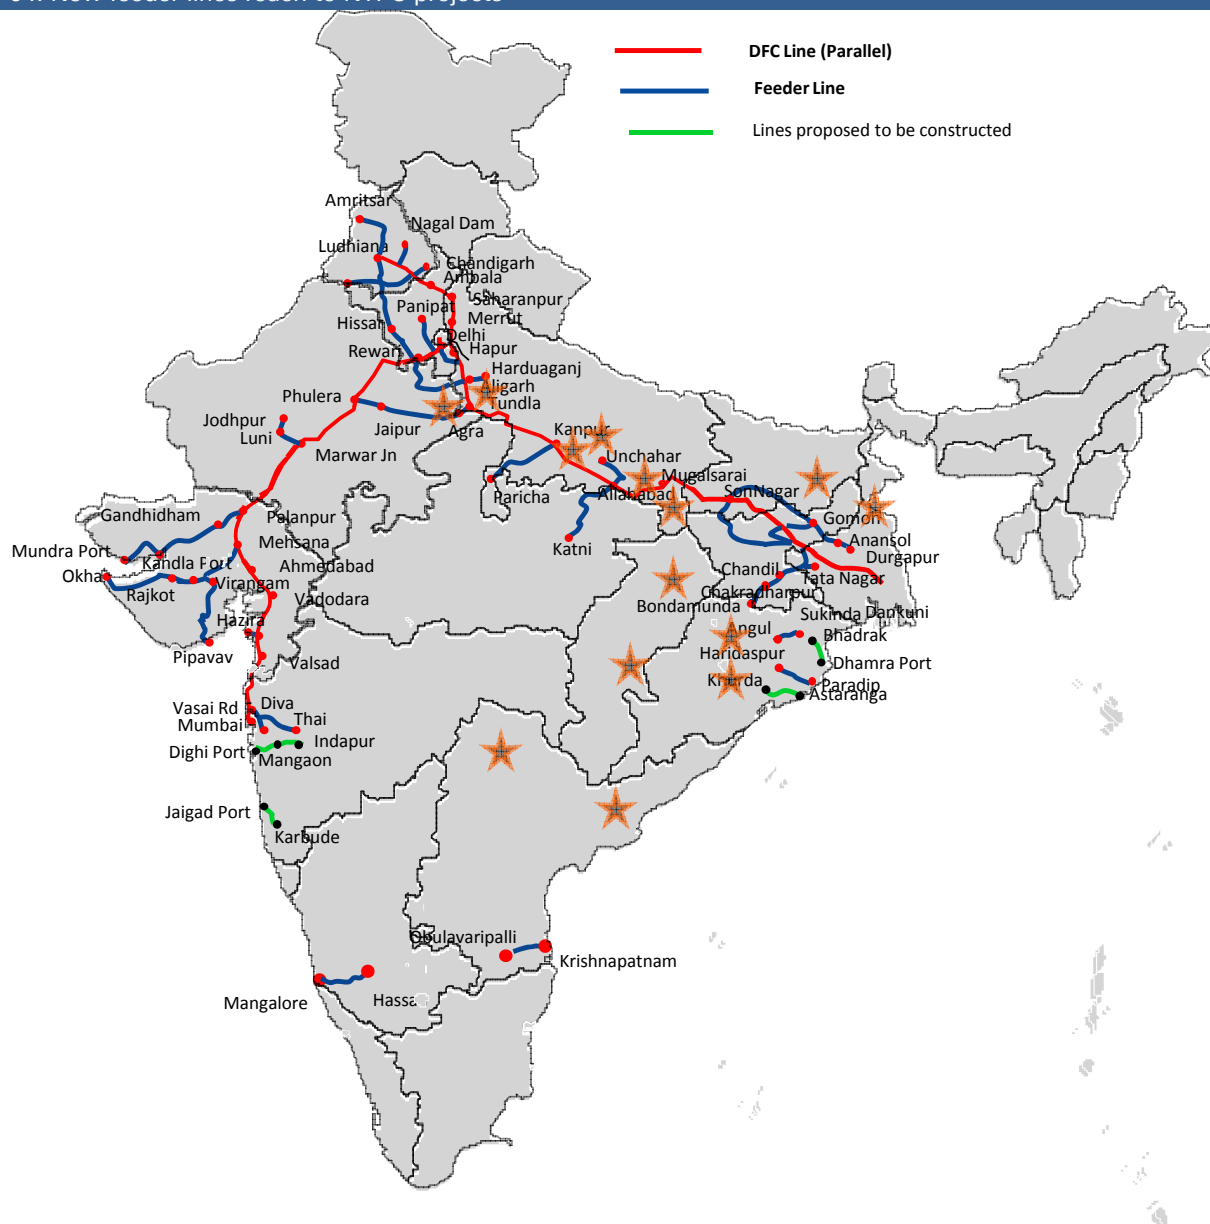 DFC Line (Parallel)
Feeder Line
Lines proposed to be constructed
Amritsar
Nagal Dam
Ludhiana
Chandigarh
Ambala
Saharanpur
Panipat
Merrut
Hissar
Delhi
Hapur
Rewari
Harduaganj
Phulera
Tundla
Jodhpur
Luni
Jaipur
Agra
Kanpur
Marwar Jn
Unchahar
Mugalsarai
Paricha
Allahabad
SonNagar
Gandhidham
Palanpur
Gomoh
Mehsana
Katni
Anansol
Mundra Port
Durgapur
Kandla Port
Ahmedabad
Okha
Virangam
Chandil
Tata Nagar
Rajkot
Vadodara
Chakradharpur
Bondamunda
Hazira
Sukinda
Dankuni
Angul
Bhadrak
Pipavav
Valsad
Haridaspur
Dhamra Port
Khurda
Paradip
Astaranga
Vasai Rd
Diva
Mumbai
Thai
Dighi Port
Indapur
Mangaon
Jaigad Port
Karbude
Obulavaripalli
Krishnapatnam
Mangalore
Hassa